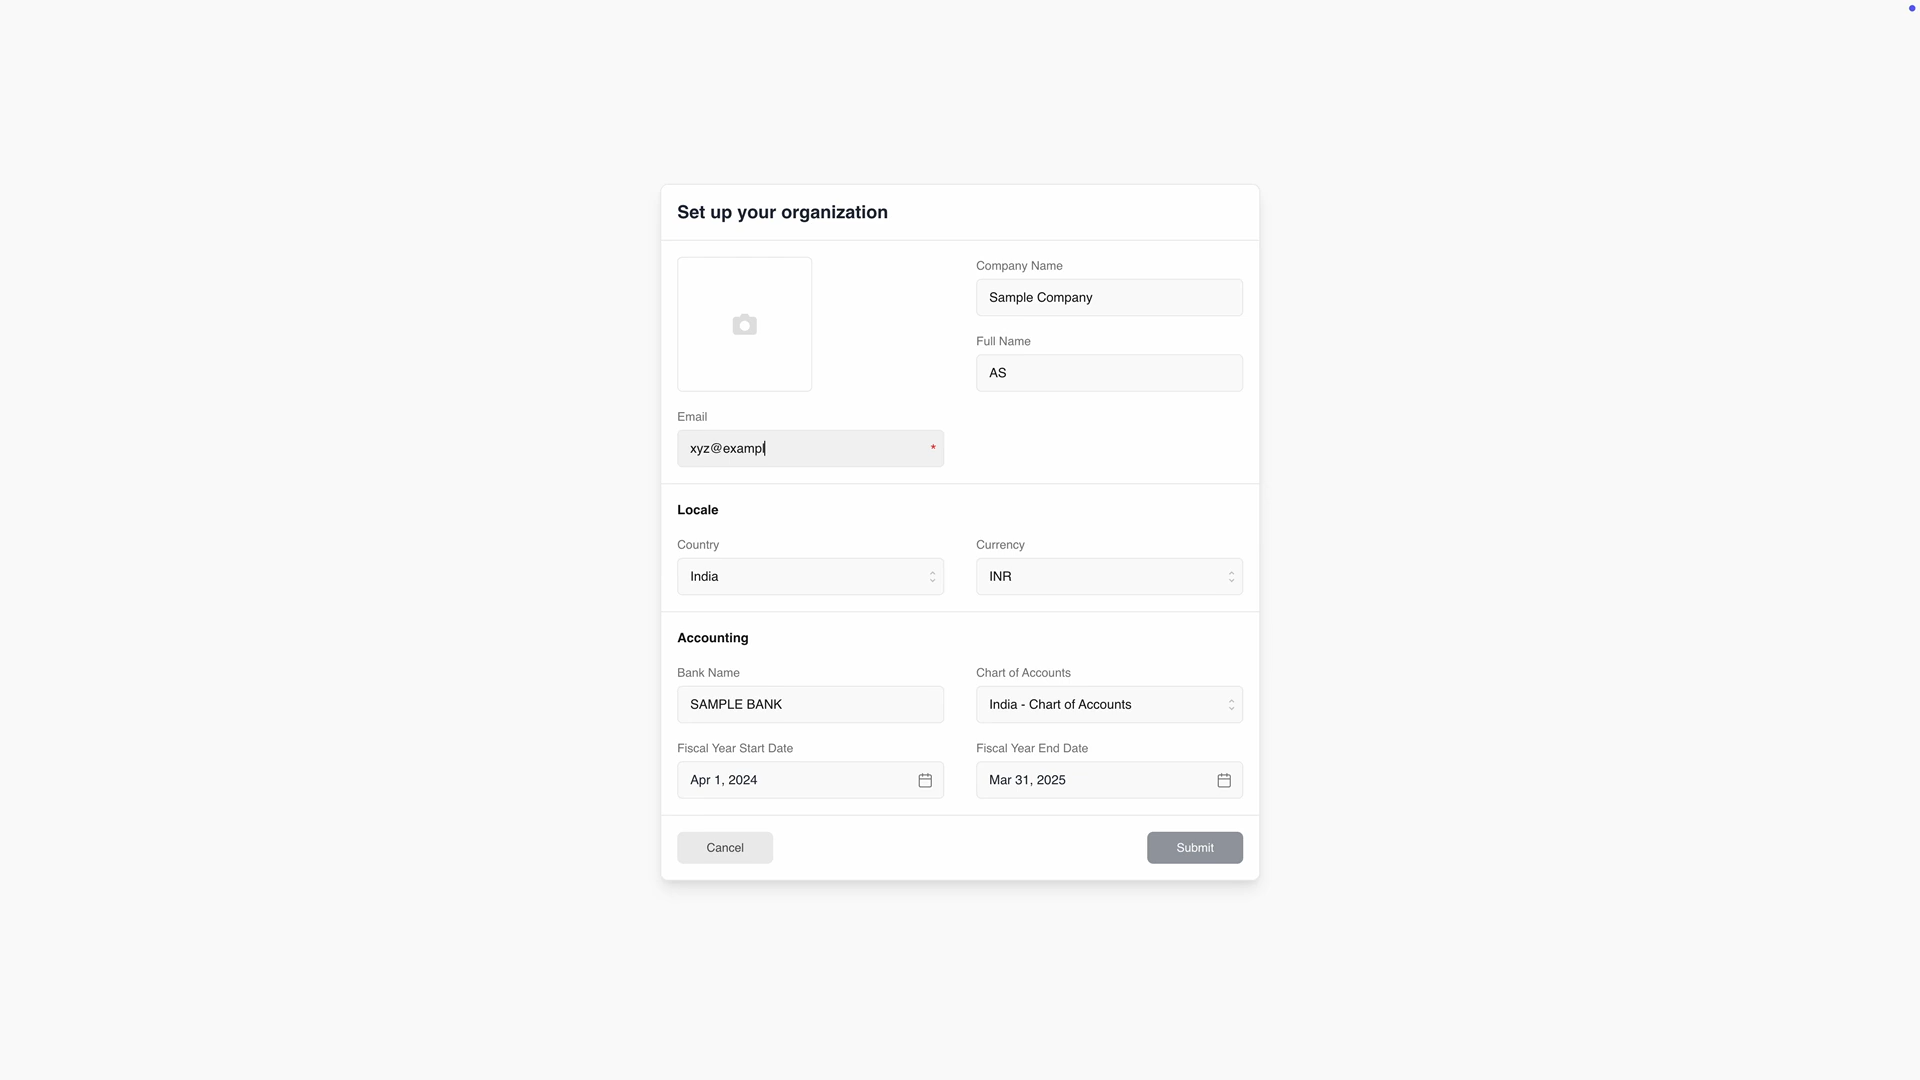 Set up your organization
Company Name
Sample Company
Full Name
AS
Email
xyz@exampl
*
Locale
Country
India
Currency
INR
Accounting
Bank Name
SAMPLE BANK
Chart of Accounts
India - Chart of Accounts
Fiscal Year Start Date
Apr 1, 2024
Fiscal Year End Date
Mar 31, 2025
Cancel
Submit